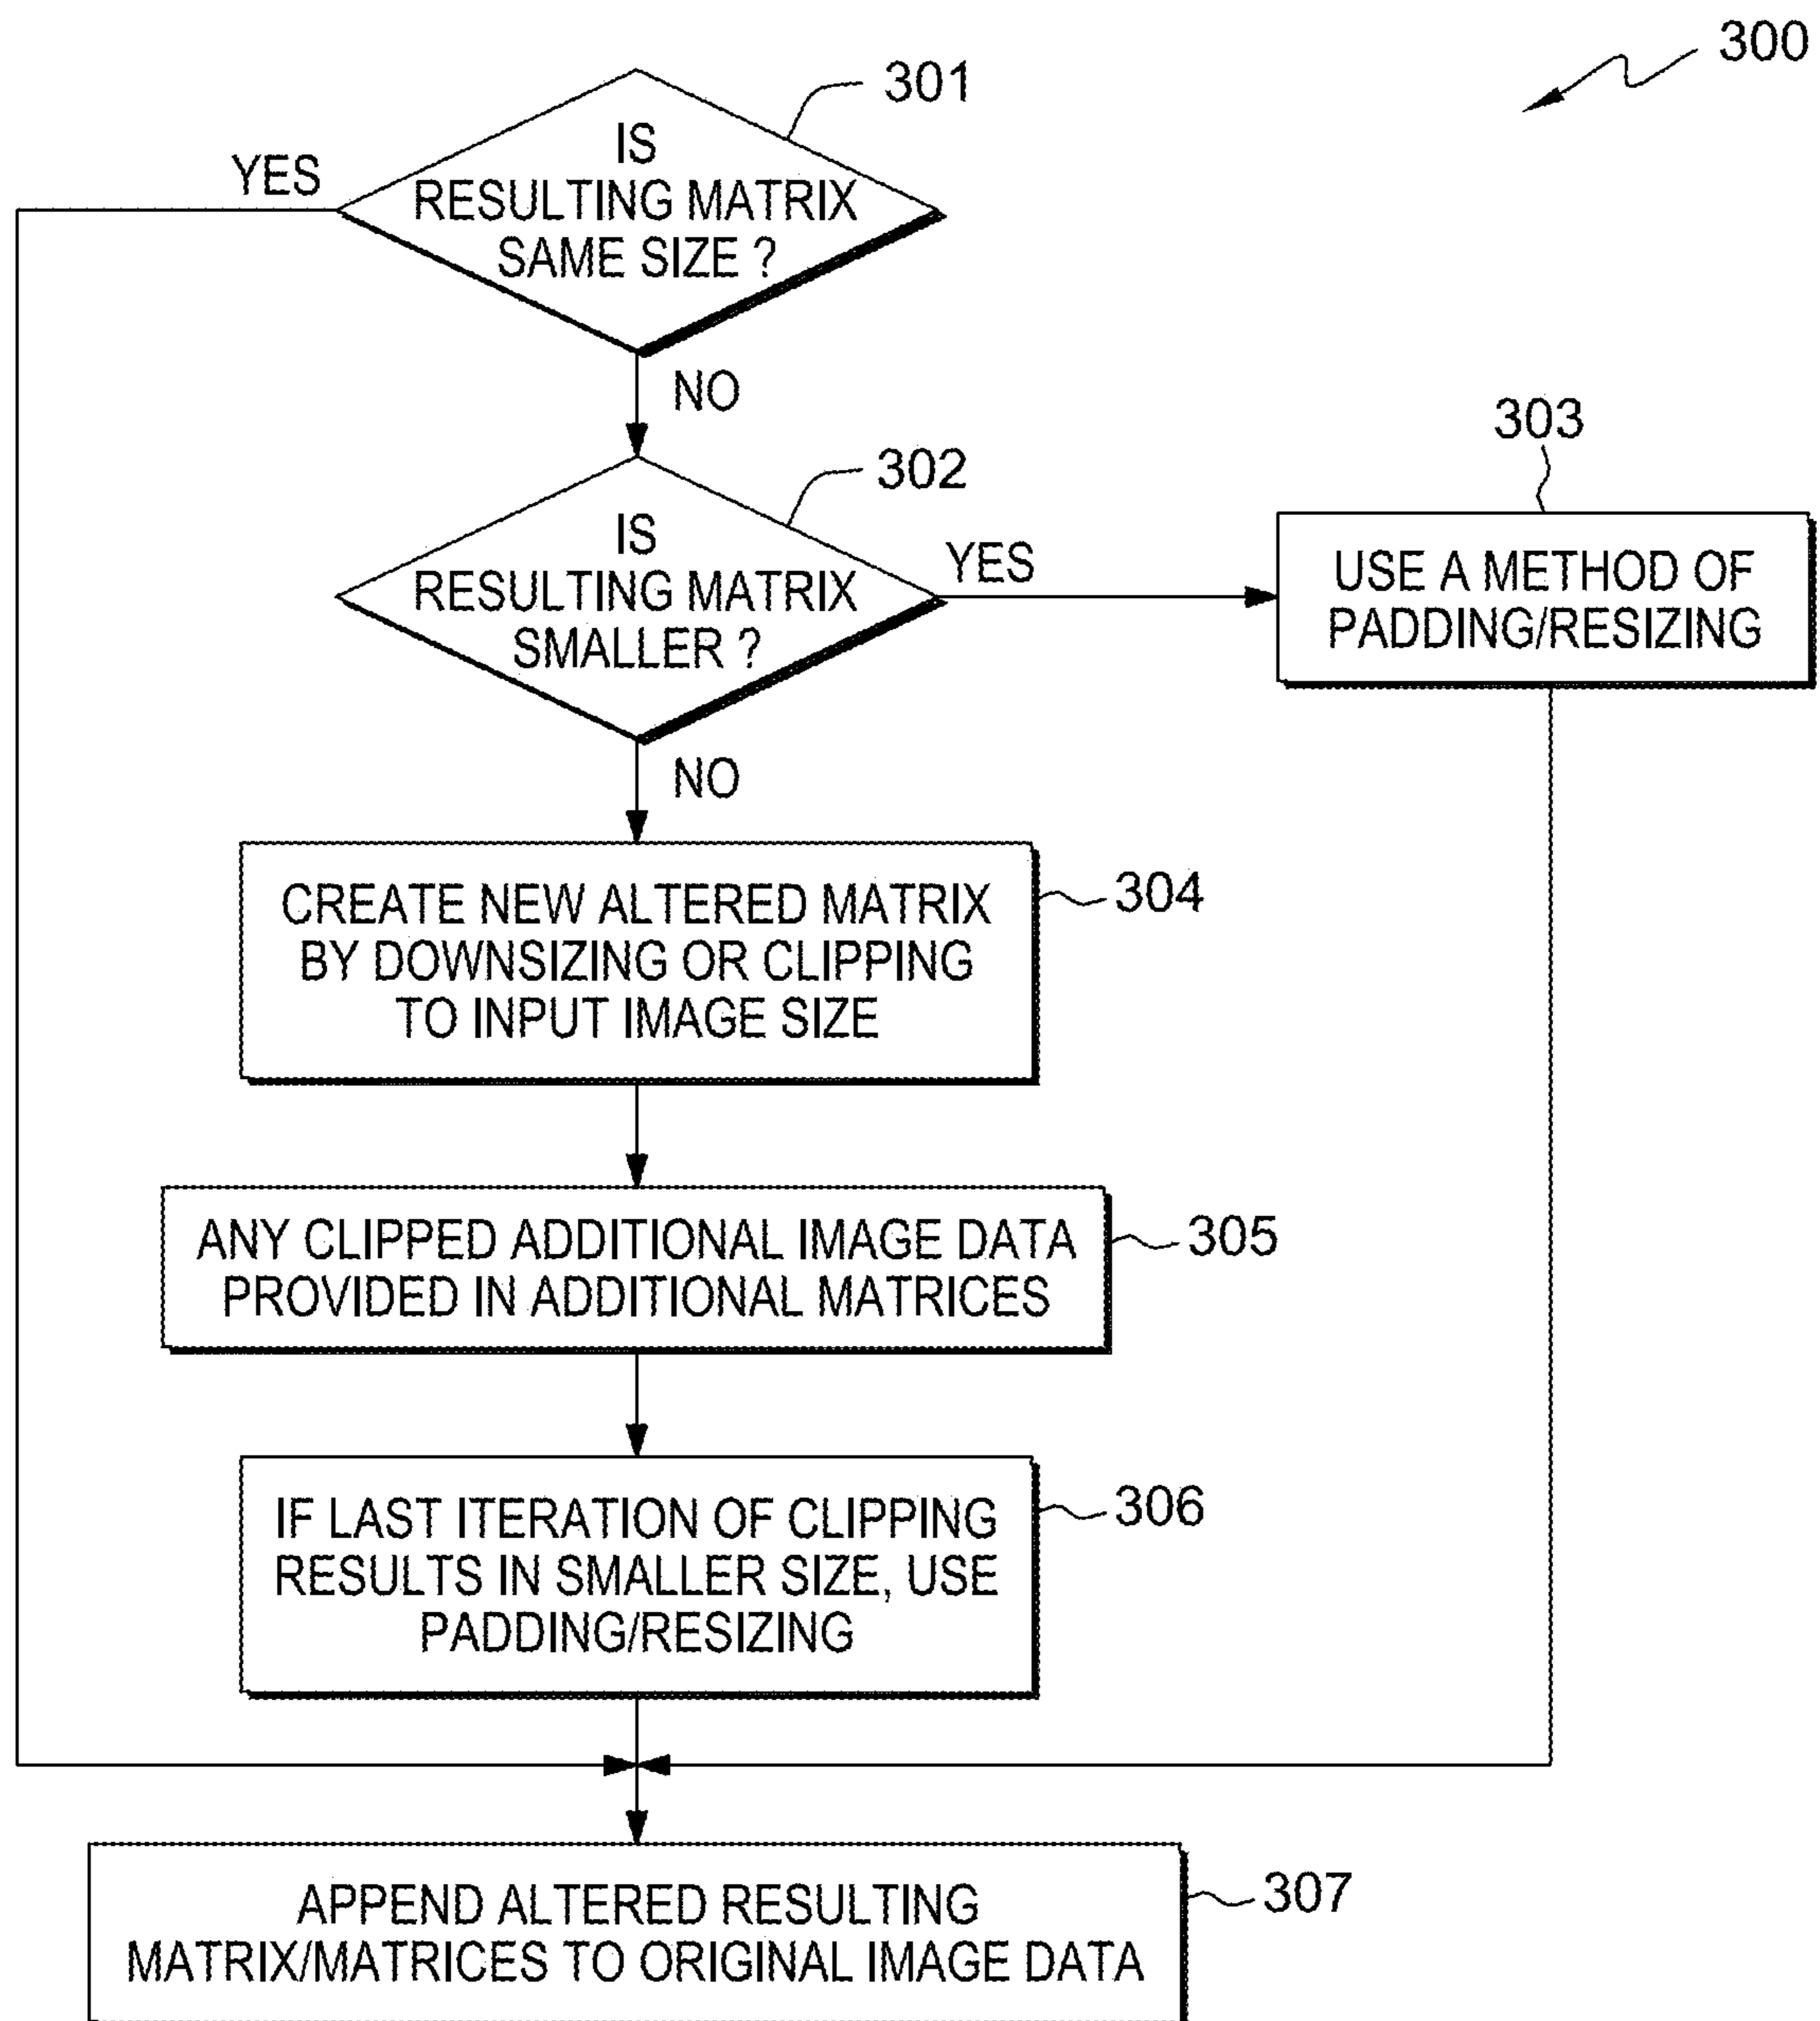 300
301
IS
RESULTING MATRIX
SAME SIZE ?
YES
NO
302
IS
RESULTING MATRIX
SMALLER ?
YES
303
USE A METHOD OF
PADDING/RESIZING
NO
304
CREATE NEW ALTERED MATRIX
BY DOWNSIZING OR CLIPPING
TO INPUT IMAGE SIZE
305
ANY CLIPPED ADDITIONAL IMAGE DATA
PROVIDED IN ADDITIONAL MATRICES
306
IF LAST ITERATION OF CLIPPING
RESULTS IN SMALLER SIZE, USE
PADDING/RESIZING
307
APPEND ALTERED RESULTING
MATRIX/MATRICES TO ORIGINAL IMAGE DATA